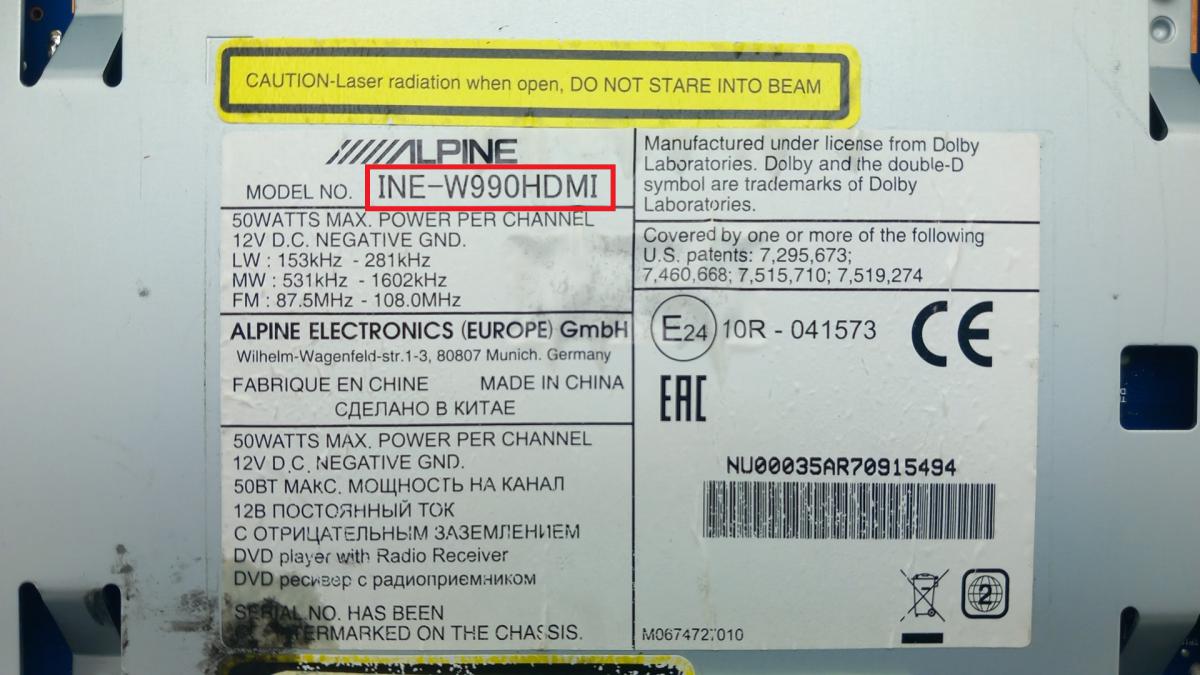 CAUTION-Laser radiation when open, DO NOT STARE INTO BEAM
ALPINE
MODEL NO. INE-W990HDMI
50WATTS MAX. POWER PER CHANNEL
12V D.C. NEGATIVE GND.
LW : 153kHz - 281kHz
MW : 531kHz - 1602kHz
FM : 87.5MHz - 108.0MHz
ALPINE ELECTRONICS (EUROPE) GmbH
Wilhelm-Wagenfeld-str.1-3, 80807 Munich. Germany
FABRIQUE EN CHINE MADE IN CHINA
СДЕЛАНО В КИТАЕ
50WATTS MAX. POWER PER CHANNEL
12V D.C. NEGATIVE GND.
50ВТ МАКС. МОЩНОСТЬ НА КАНАЛ
12В ПОСТОЯННЫЙ ТОК
С ОТРИЦАТЕЛЬНЫМ ЗАЗЕМЛЕНИЕМ
DVD player with Radio Receiver
DVD ресивер с радиоприемником
SERIAL NO. HAS BEEN
ON THE CHASSIS.
Manufactured under license from Dolby
Laboratories. Dolby and the double-D
symbol are trademarks of Dolby
Laboratories.
Covered by one or more of the following
U.S. patents: 7,295,673;
7,460,668; 7,515,710; 7,519,274
E24 10R - 041573 CE
EAC
NU00035AR70915494
2
M0674727010